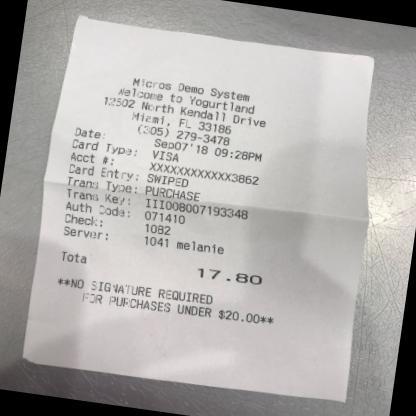 Micros Demo System
Welcome to Yogurtland
12502 North Kendall Drive
Miami, FL 33186
(305) 279-3478
Date: Sep07'18 09:28PM
Card Type: VISA
Acct #: XXXXXXXXXXXX3862
Card Entry: SWIPED
Trans Type: PURCHASE
Trans Key: III008007193348
Auth Code: 071410
Check: 1082
Server: 1041 melanie
Tota 17.80
**NO SIGNATURE REQUIRED
FOR PURCHASES UNDER $20.00**